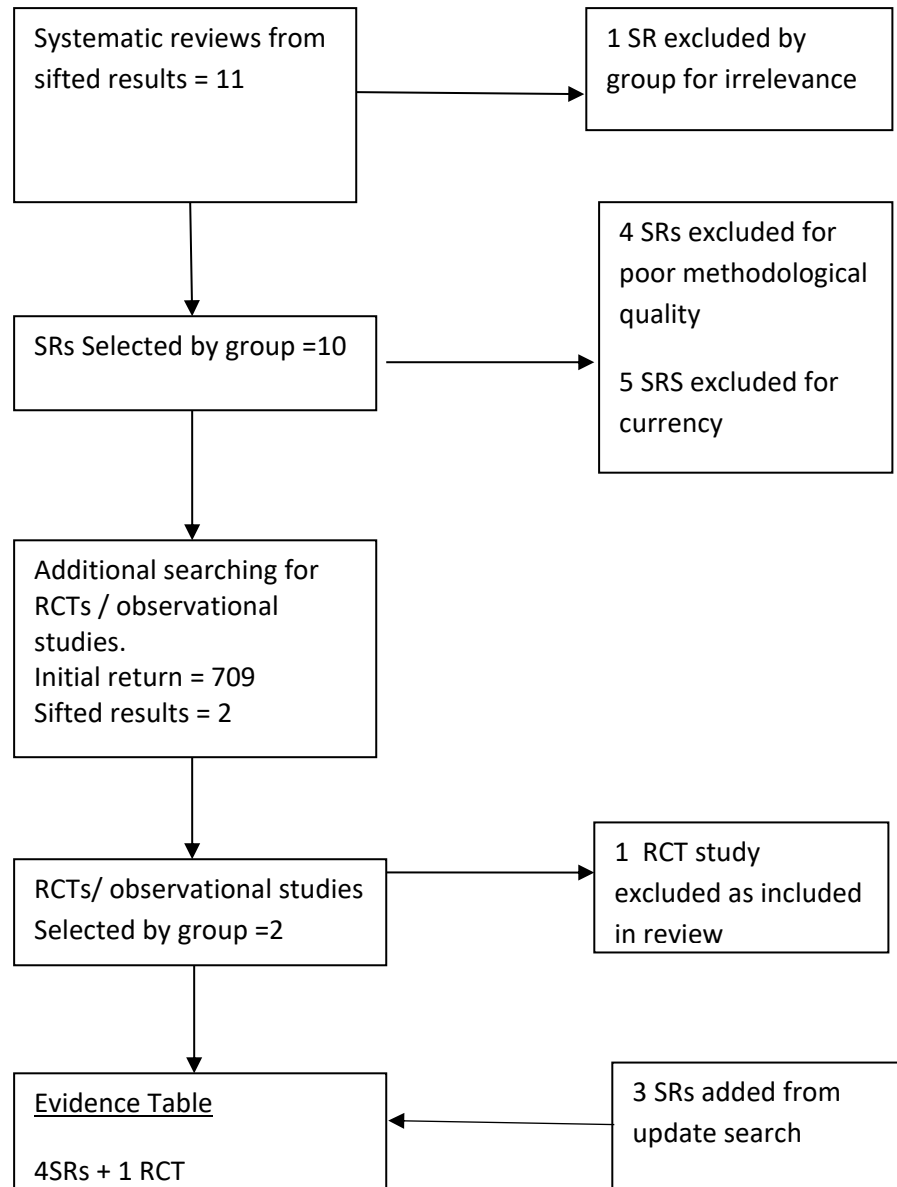 Systematic reviews from
sifted results = 11
1 SR excluded by
group for irrelevance
4 SRs excluded for
poor methodological
quality
5 SRS excluded for
currency
SRs Selected by group =10
Additional searching for
RCTs / observational
studies.
Initial return = 709
Sifted results = 2
1 RCT study
excluded as included
in review
RCTs/ observational studies
Selected by group =2
Evidence Table
4SRs + 1 RCT
3 SRs added from
update search